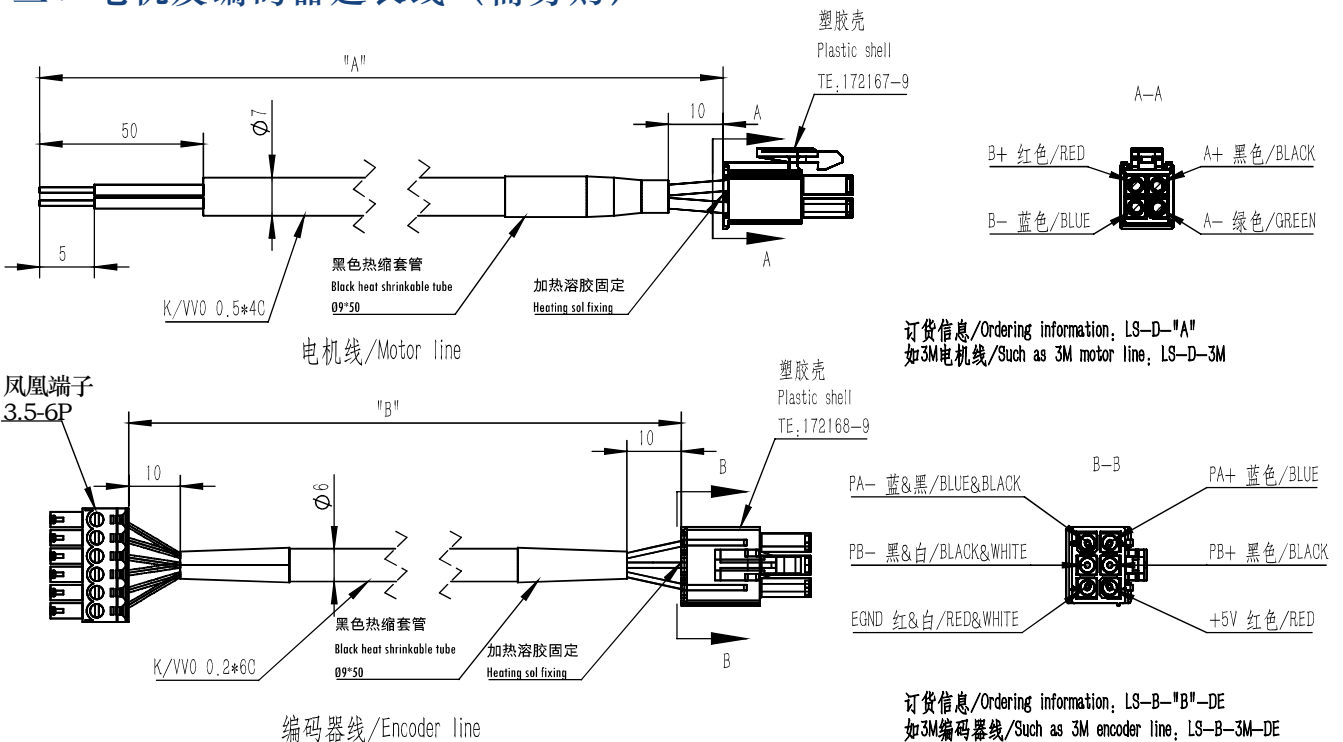 塑胶壳
Plastic shell
TE:172167-9
"A"
50
Ø7
10
A
5
A
黑色热缩套管
Black heat shrinkable tube
Ø9*50
加热溶胶固定
Heating sol fixing
K/VVO 0.5*4C
电机线/Motor line
A-A
B+ 红色/RED
A+ 黑色/BLACK
B- 蓝色/BLUE
A- 绿色/GREEN
订货信息/Ordering information: LS-D-"A"
如3M电机线/Such as 3M motor line: LS-D-3M
凤凰端子
3.5-6P
塑胶壳
Plastic shell
TE:172168-9
"B"
10
Ø6
10
B
B
黑色热缩套管
Black heat shrinkable tube
Ø9*50
加热溶胶固定
Heating sol fixing
K/VVO 0.2*6C
编码器线/Encoder line
B-B
PA- 蓝&黑/BLUE&BLACK
PA+ 蓝色/BLUE
PB- 黑&白/BLACK&WHITE
PB+ 黑色/BLACK
EGND 红&白/RED&WHITE
+5V 红色/RED
订货信息/Ordering information: LS-B-"B"-DE
如3M编码器线/Such as 3M encoder line: LS-B-3M-DE